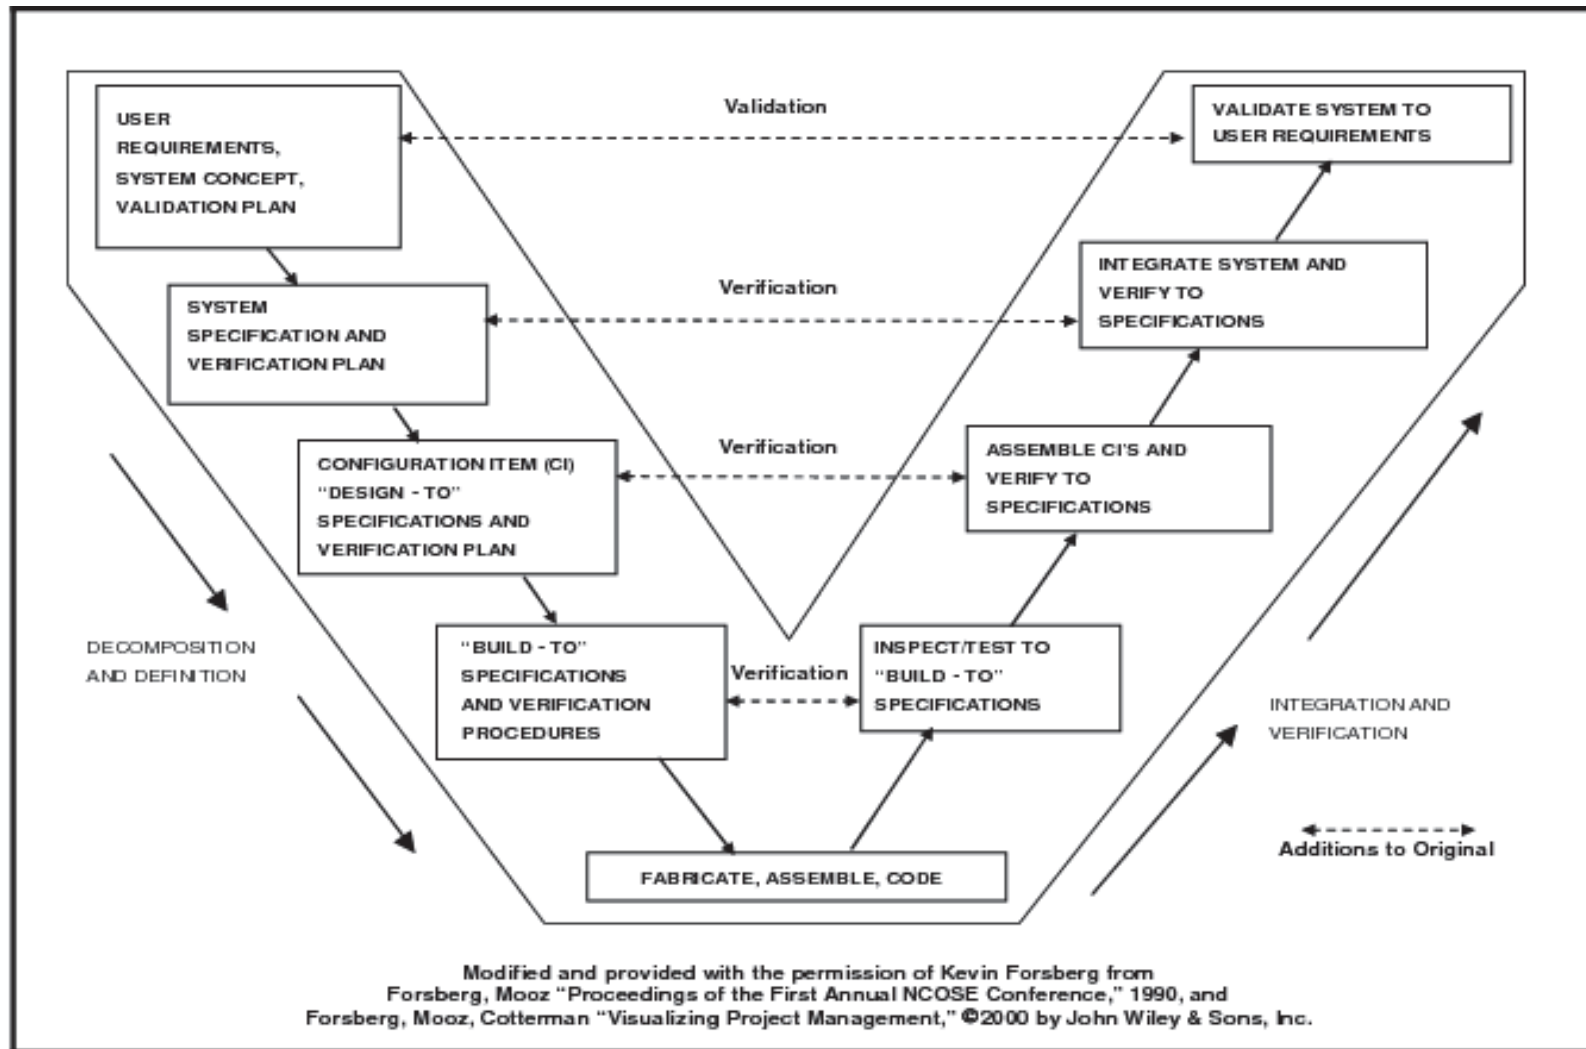 Validation
USER
REQUIREMENTS,
SYSTEM CONCEPT,
VALIDATION PLAN
VALIDATE SYSTEM TO
USER REQUIREMENTS
Verification
SYSTEM
SPECIFICATION AND
VERIFICATION PLAN
INTEGRATE SYSTEM AND
VERIFY TO
SPECIFICATIONS
Verification
CONFIGURATION ITEM (CI)
“DESIGN - TO”
SPECIFICATIONS AND
VERIFICATION PLAN
ASSEMBLE CI'S AND
VERIFY TO
SPECIFICATIONS
DECOMPOSITION
AND DEFINITION
“BUILD - TO”
SPECIFICATIONS
AND VERIFICATION
PROCEDURES
Verification
INSPECT/TEST TO
“BUILD - TO”
SPECIFICATIONS
INTEGRATION AND
VERIFICATION
FABRICATE, ASSEMBLE, CODE
Additions to Original
Modified and provided with the permission of Kevin Forsberg from
Forsberg, Mooz “Proceedings of the First Annual NCOSE Conference,” 1990, and
Forsberg, Mooz, Cotterman “Visualizing Project Management,” ©2000 by John Wiley & Sons, Inc.